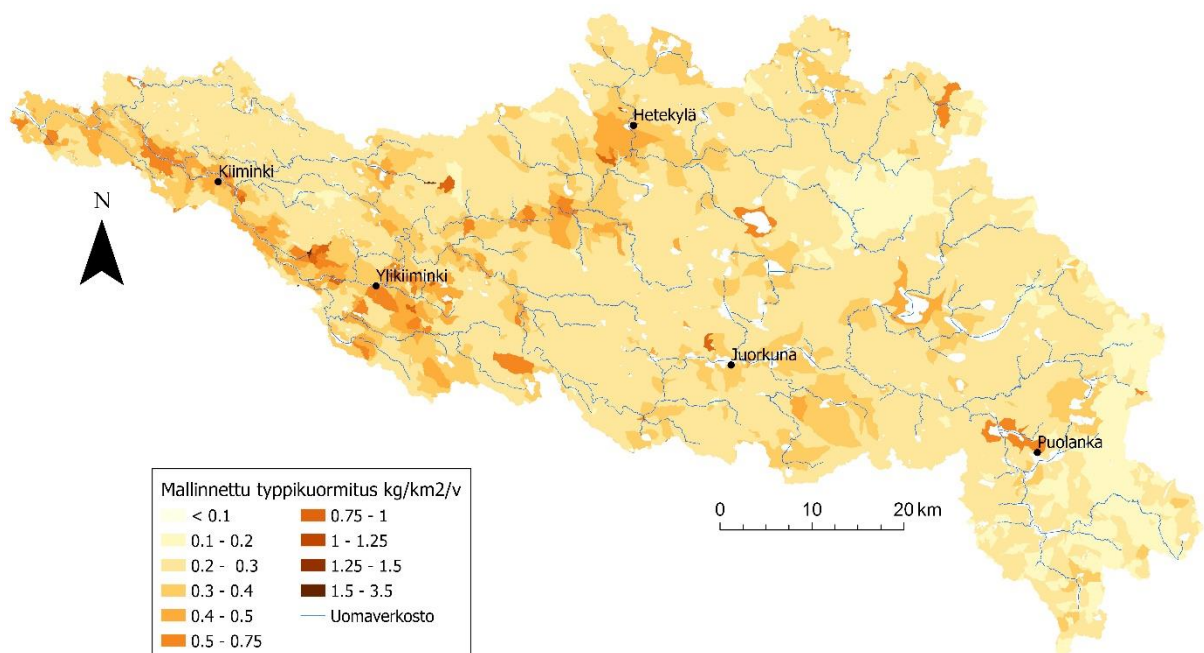 Hetekylä
Kiiminki
N
Ylikiiminki
Juorkuna
Puolanka
Mallinnettu typpikuormitus kg/km2/v
< 0.1
0.1 - 0.2
0.2 - 0.3
0.3 - 0.4
0.4 - 0.5
0.5 - 0.75
0.75 - 1
1 - 1.25
1.25 - 1.5
1.5 - 3.5
Uomaverkosto
0 10 20 km